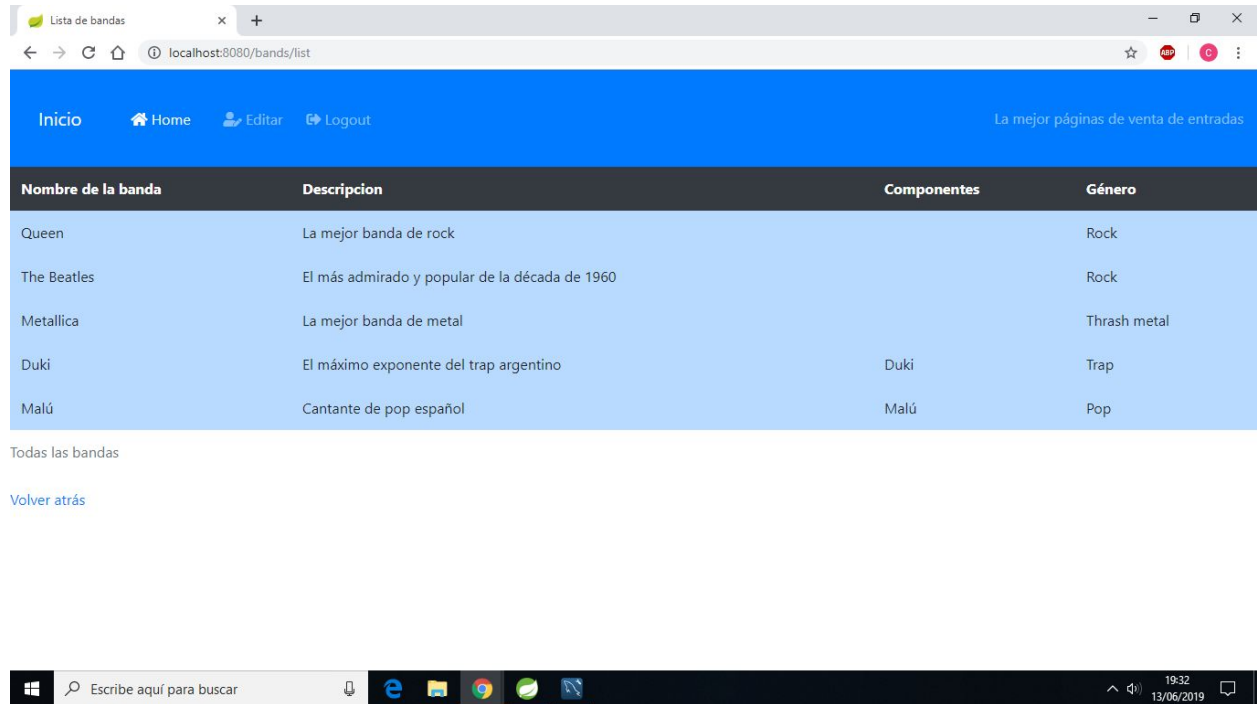 Lista de bandas
localhost:8080/bands/list
ABP
C
Inicio Home Editar Logout La mejor páginas de venta de entradas
Nombre de la banda Descripcion Componentes Género
Queen La mejor banda de rock Rock
The Beatles El más admirado y popular de la década de 1960 Rock
Metallica La mejor banda de metal Thrash metal
Duki El máximo exponente del trap argentino Duki Trap
Malú Cantante de pop español Malú Pop
Todas las bandas
Volver atrás
Escribe aquí para buscar
19:32
13/06/2019